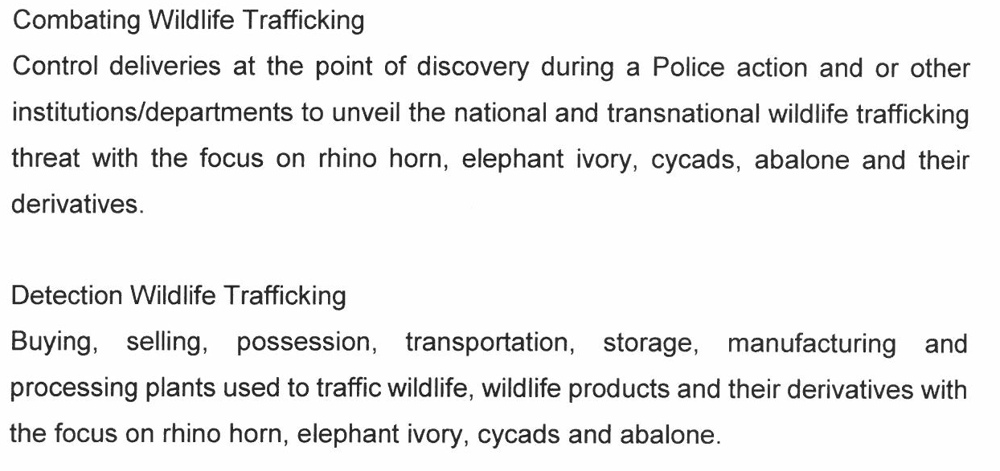 Combating Wildlife Trafficking
Control deliveries at the point of discovery during a Police action and or other
institutions/departments to unveil the national and transnational wildlife trafficking
threat with the focus on rhino horn, elephant ivory, cycads, abalone and their
derivatives.
Detection Wildlife Trafficking
Buying, selling, possession, transportation, storage, manufacturing and
processing plants used to traffic wildlife, wildlife products and their derivatives with
the focus on rhino horn, elephant ivory, cycads and abalone.